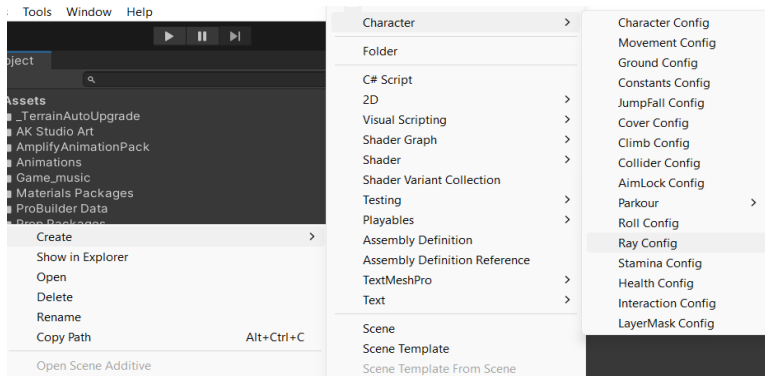 Tools Window Help
oject
Assets
_TerrainAutoUpgrade
AK Studio Art
AmplifyAnimationPack
Animations
Game_music
Materials Packages
ProBuilder Data
Prop Packages
Create
Show in Explorer
Open
Delete
Rename
Copy Path Alt+Ctrl+C
Open Scene Additive
Character
Folder
C# Script
2D
Visual Scripting
Shader Graph
Shader
Shader Variant Collection
Testing
Playables
Assembly Definition
Assembly Definition Reference
TextMeshPro
Text
Scene
Scene Template
Scene Template From Scene
Character Config
Movement Config
Ground Config
Constants Config
JumpFall Config
Cover Config
Climb Config
Collider Config
AimLock Config
Parkour
Roll Config
Ray Config
Stamina Config
Health Config
Interaction Config
LayerMask Config